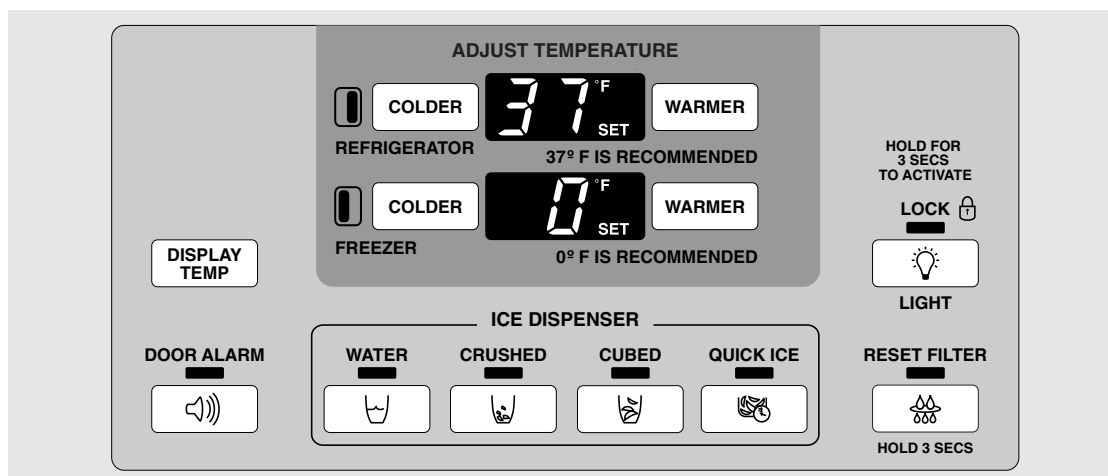 ADJUST TEMPERATURE
COLDER
37 °F
SET
WARMER
REFRIGERATOR
37º F IS RECOMMENDED
COLDER
0 °F
SET
WARMER
FREEZER
0º F IS RECOMMENDED
DISPLAY
TEMP
HOLD FOR
3 SECS
TO ACTIVATE
LOCK
LIGHT
ICE DISPENSER
DOOR ALARM
WATER
CRUSHED
CUBED
QUICK ICE
RESET FILTER
HOLD 3 SECS